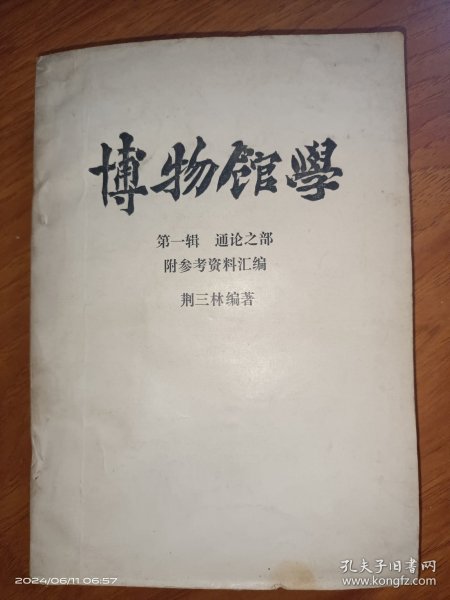 博物馆學
第一辑 通论之部
附参考资料汇编
荆三林编著
2024/06/11 06:57
孔夫子旧书网
www.kongfz.com